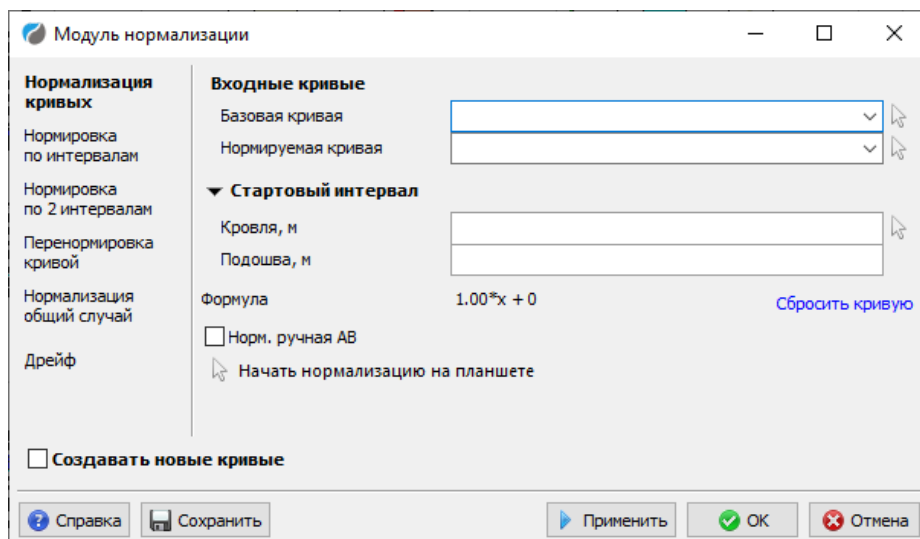 Модуль нормализации
Нормализация
кривых
Нормировка
по интервалам
Нормировка
по 2 интервалам
Перенормировка
кривой
Нормализация
общий случай
Дрейф
Входные кривые
Базовая кривая
Нормируемая кривая
Стартовый интервал
Кровля, м
Подошва, м
Формула 1.00*x + 0 Сбросить кривую
Норм. ручная АВ
Начать нормализацию на планшете
Создавать новые кривые
Справка Сохранить Применить ОК Отмена